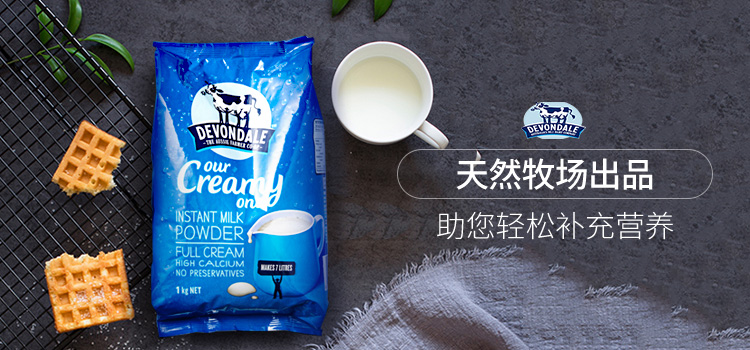 DEVONDALE
THE AUSSIE FARMER CO-OP
our
Creamy
one
INSTANT MILK
POWDER
FULL CREAM
HIGH CALCIUM
NO PRESERVATIVES
1 kg NET
MAKES 7 LITRES
DEVONDALE
天然牧场出品
助您轻松补充营养